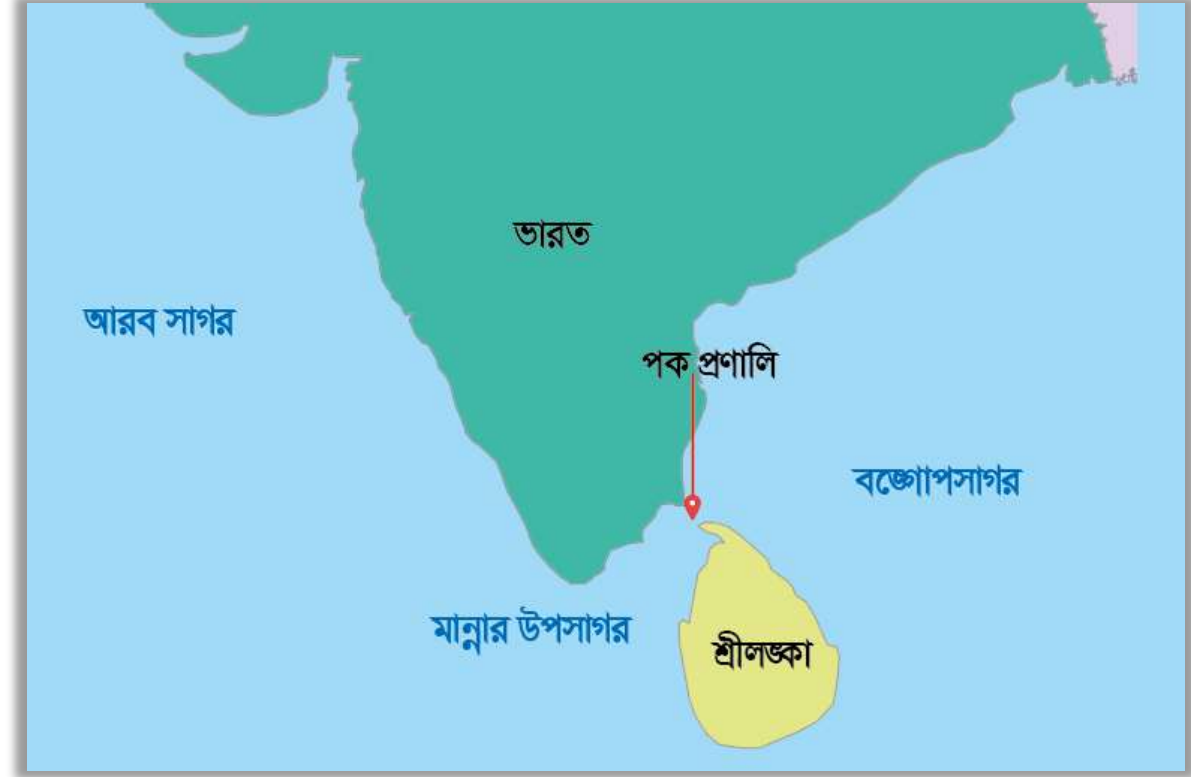 ভারত
আরব সাগর
পক প্রণালি
বঙ্গোপসাগর
মান্নার উপসাগর
শ্রীলঙ্কা